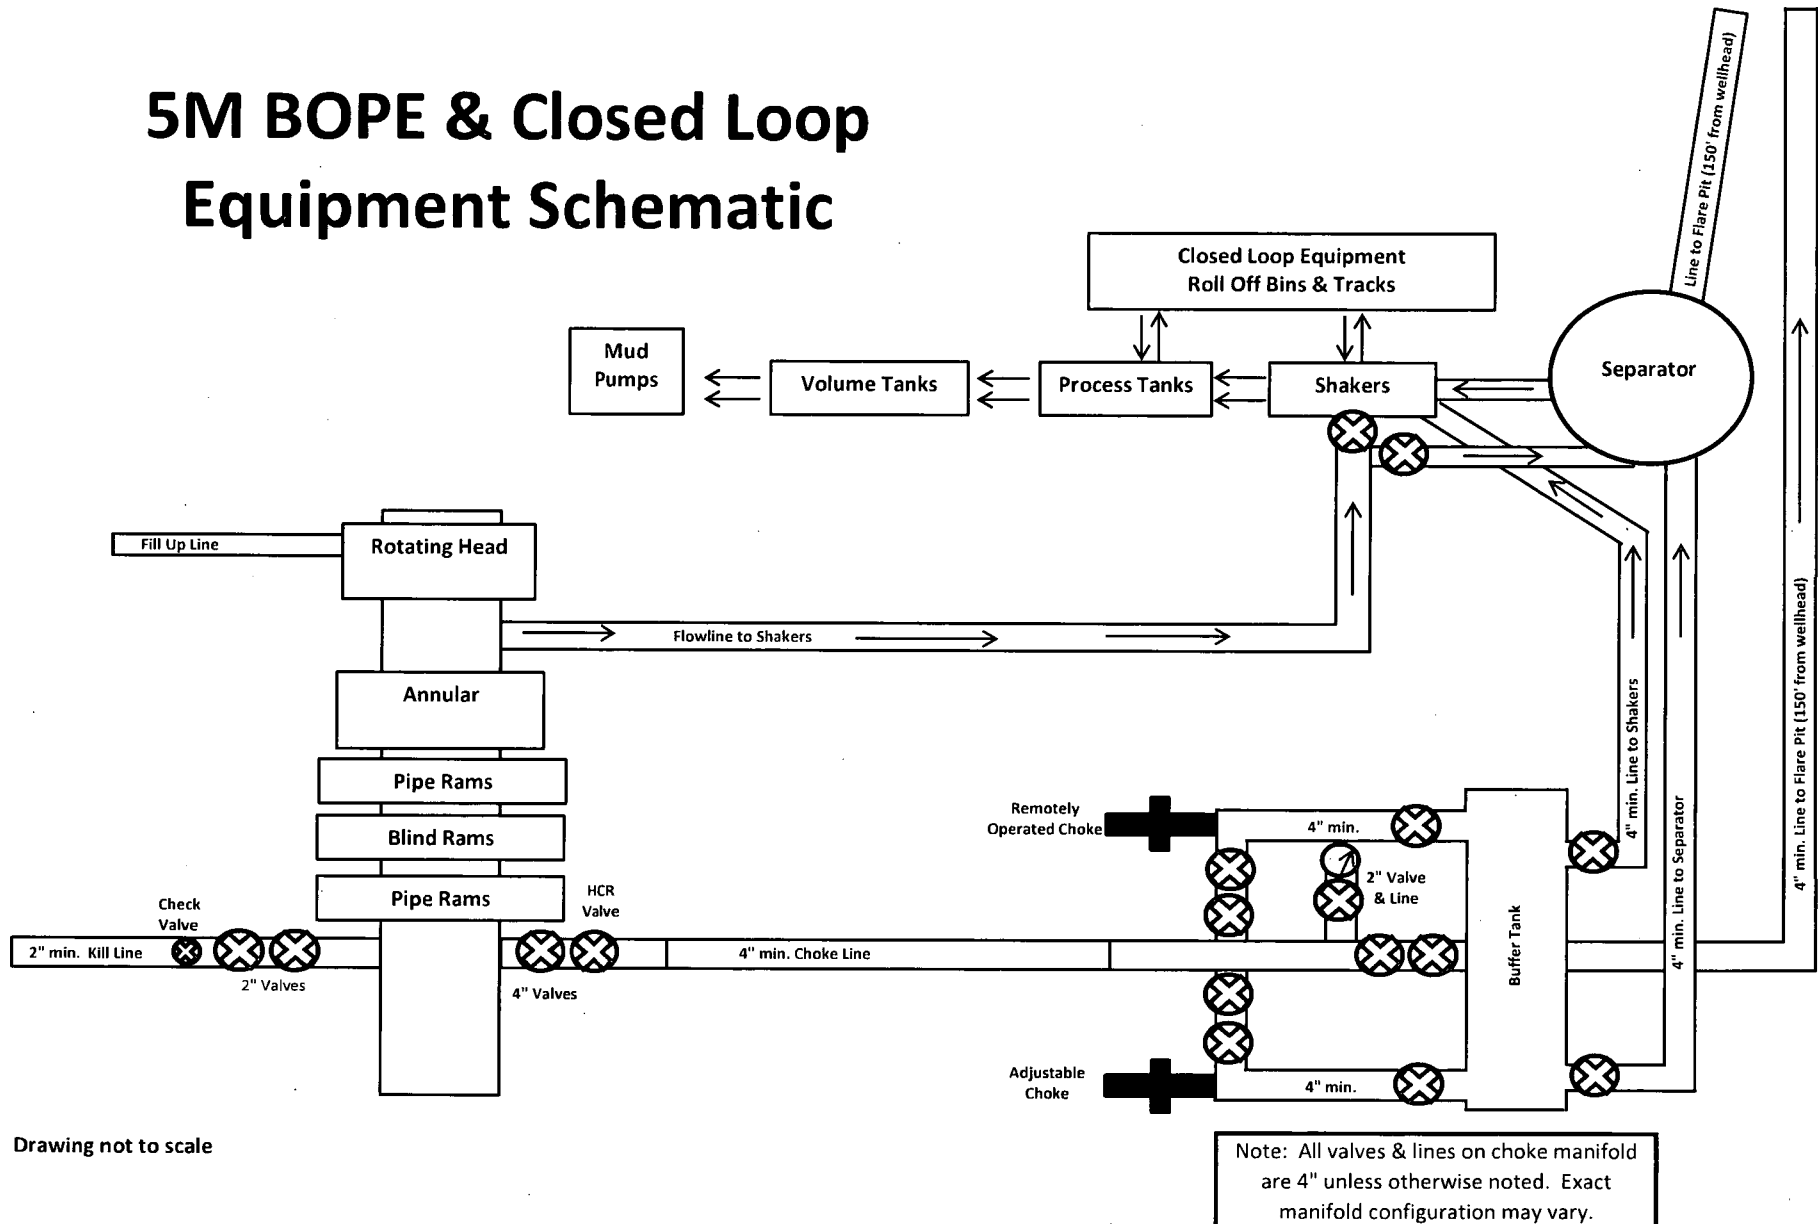 5M BOPE & Closed Loop
Equipment Schematic
Line to Flare Pit (150' from wellhead)
Closed Loop Equipment
Roll Off Bins & Tracks
Mud
Pumps
Volume Tanks
Process Tanks
Shakers
Separator
Fill Up Line
Rotating Head
Flowline to Shakers
Annular
Pipe Rams
Blind Rams
Pipe Rams
Check
Valve
HCR
Valve
2" min. Kill Line
2" Valves
4" Valves
4" min. Choke Line
Remotely
Operated Choke
4" min.
2" Valve
& Line
Buffer Tank
4" min. Line to Shakers
4" min. Line to Separator
4" min. Line to Flare Pit (150' from wellhead)
Adjustable
Choke
4" min.
Drawing not to scale
Note: All valves & lines on choke manifold
are 4" unless otherwise noted. Exact
manifold configuration may vary.